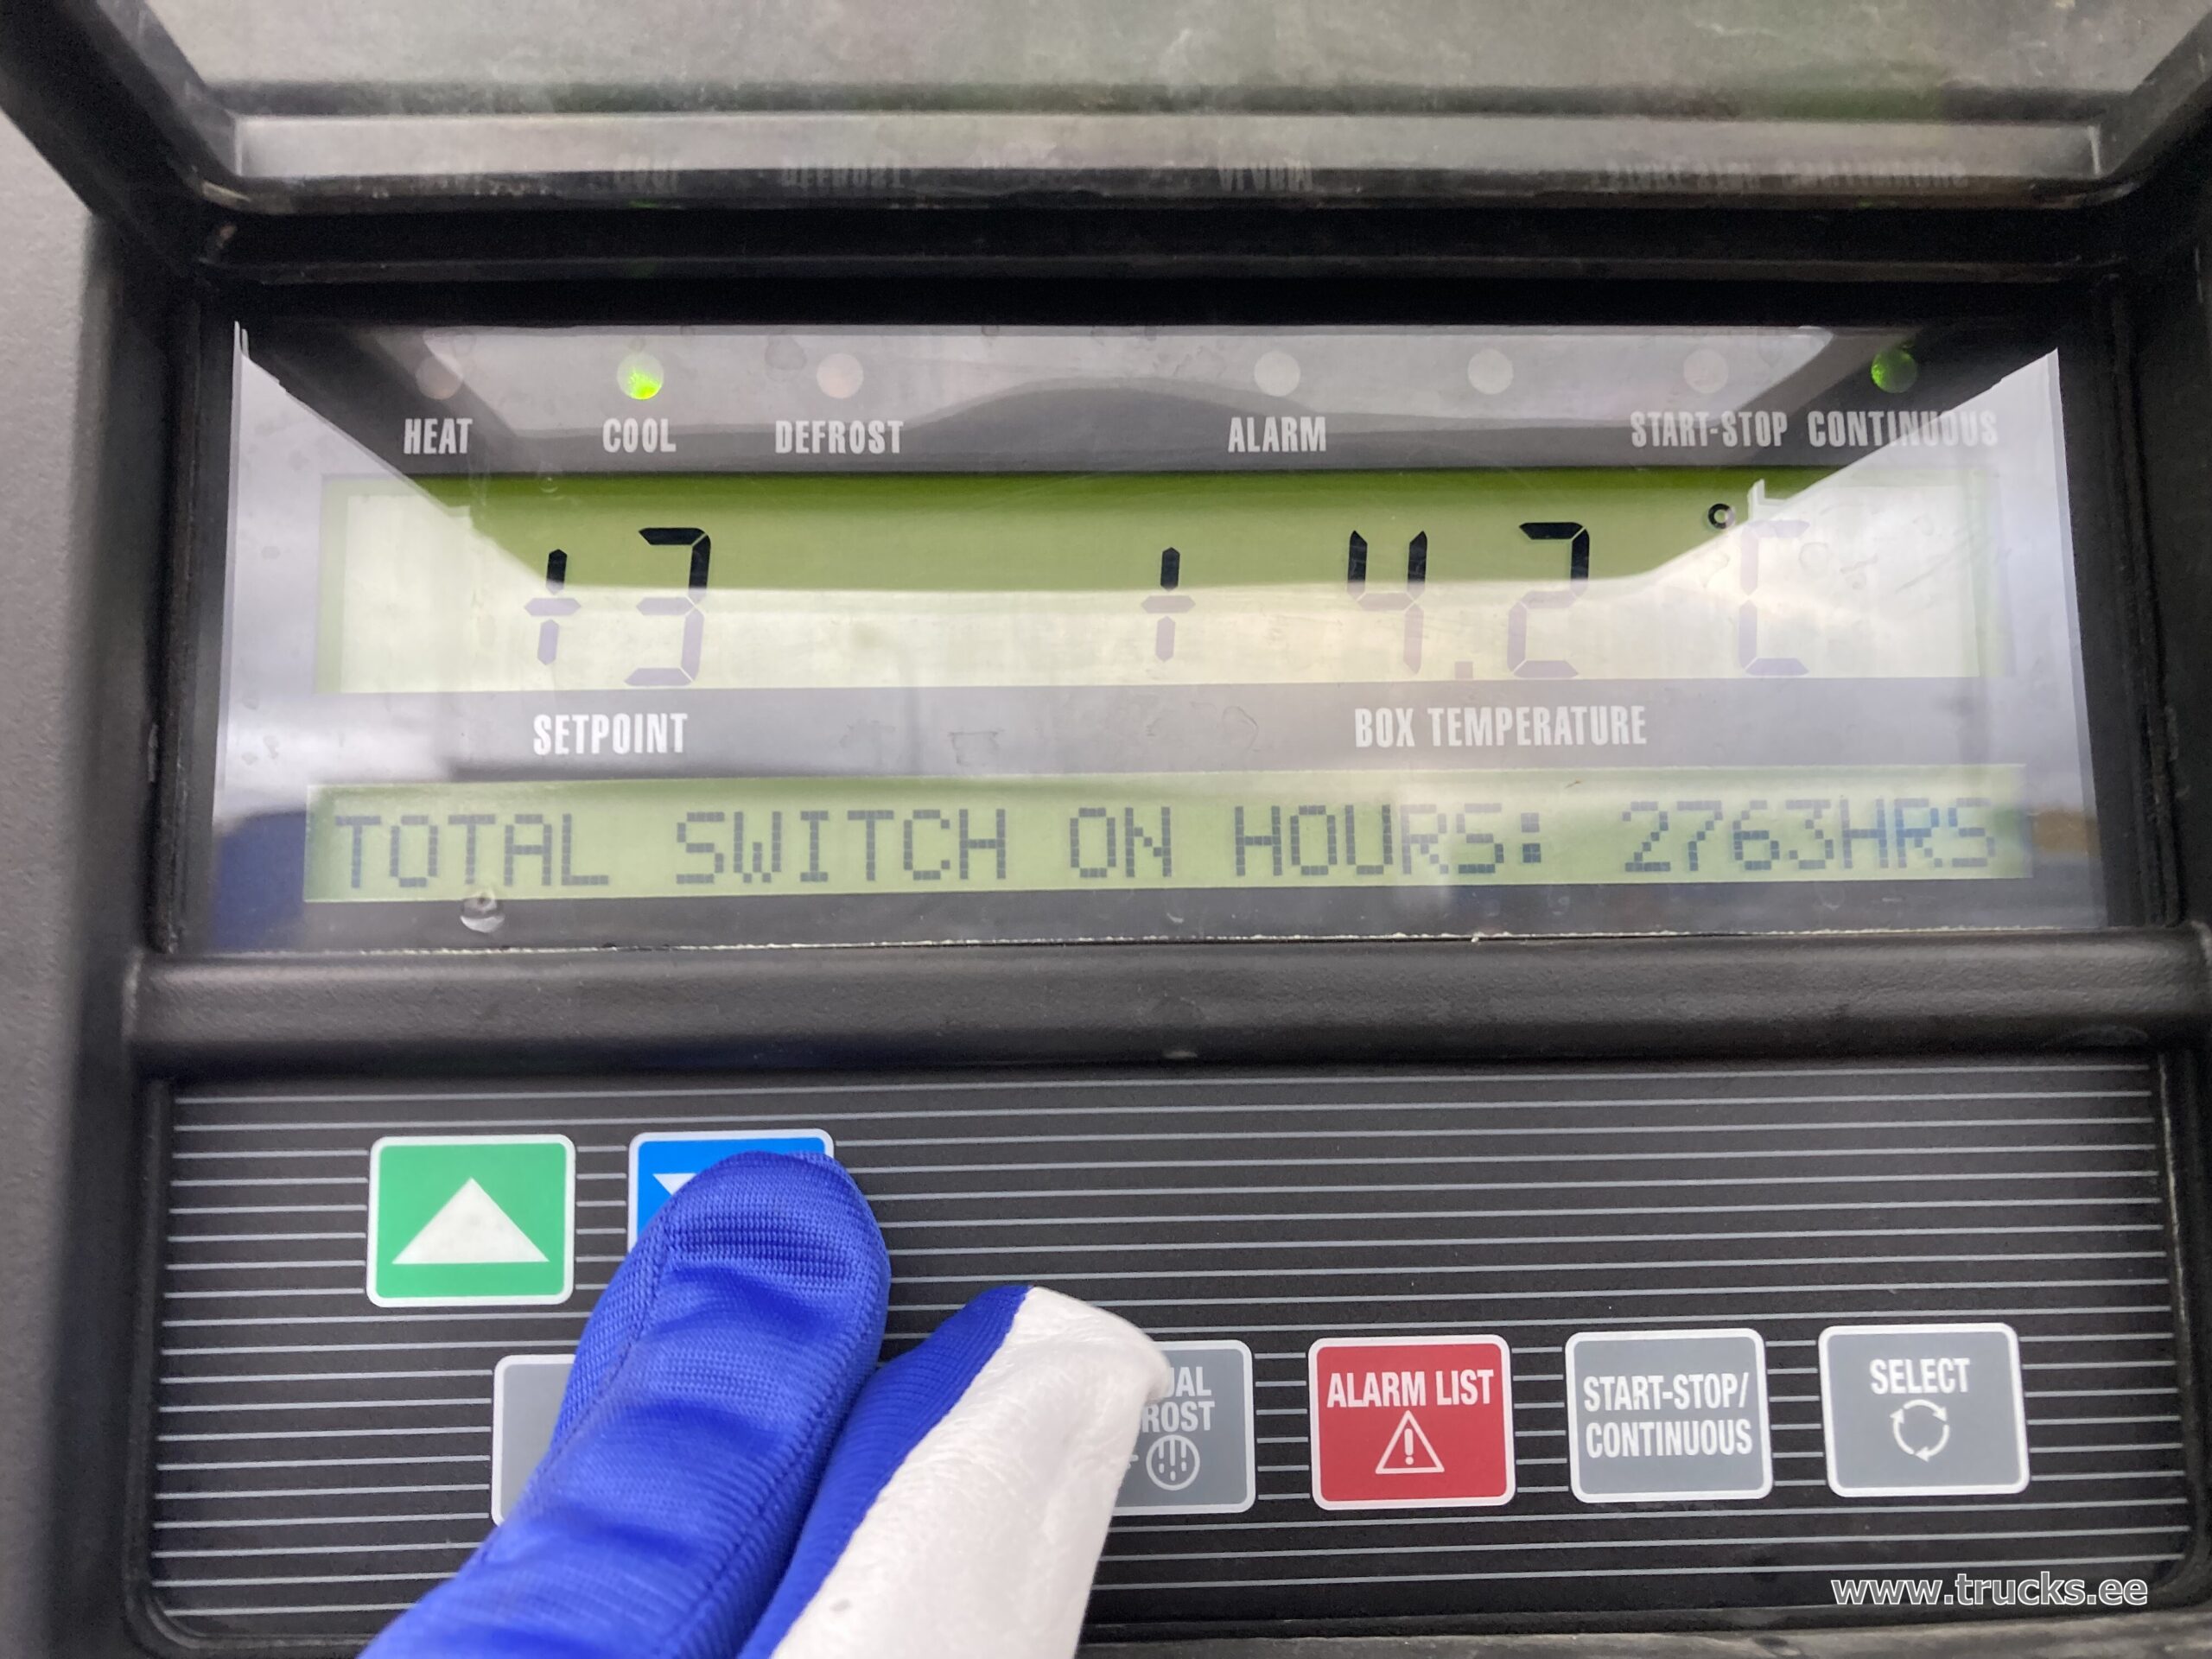 HEAT COOL DEFROST ALARM START-STOP CONTINUOUS
+3 +4.2 °C
SETPOINT BOX TEMPERATURE
TOTAL SWITCH ON HOURS: 2763HRS
ALARM LIST
START-STOP/
CONTINUOUS
SELECT
www.trucks.ee